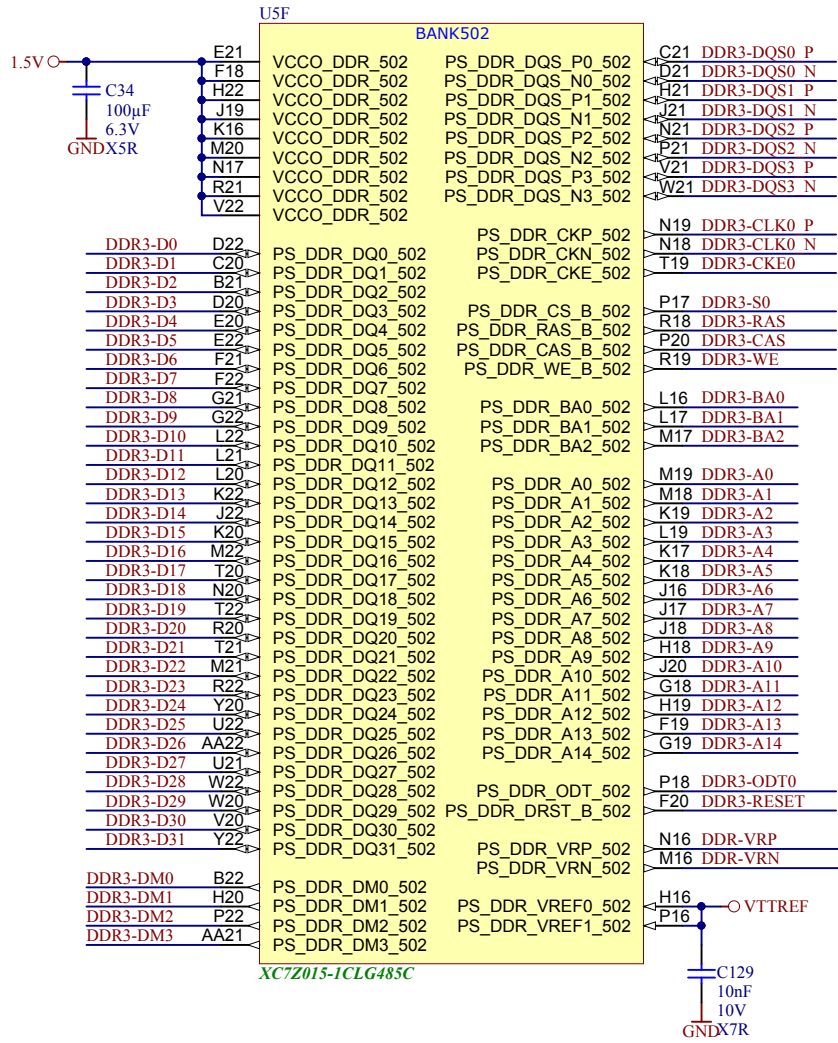 U5F
BANK502
1.5V
C34
100µF
6.3V
X5R
GND
E21 VCCO_DDR_502
F18 VCCO_DDR_502
H22 VCCO_DDR_502
J19 VCCO_DDR_502
K16 VCCO_DDR_502
M20 VCCO_DDR_502
N17 VCCO_DDR_502
R21 VCCO_DDR_502
V22 VCCO_DDR_502
DDR3-D0 D22 PS_DDR_DQ0_502
DDR3-D1 C20 PS_DDR_DQ1_502
DDR3-D2 B21 PS_DDR_DQ2_502
DDR3-D3 D20 PS_DDR_DQ3_502
DDR3-D4 E20 PS_DDR_DQ4_502
DDR3-D5 E22 PS_DDR_DQ5_502
DDR3-D6 F21 PS_DDR_DQ6_502
DDR3-D7 F22 PS_DDR_DQ7_502
DDR3-D8 G21 PS_DDR_DQ8_502
DDR3-D9 G22 PS_DDR_DQ9_502
DDR3-D10 L22 PS_DDR_DQ10_502
DDR3-D11 L21 PS_DDR_DQ11_502
DDR3-D12 L20 PS_DDR_DQ12_502
DDR3-D13 K22 PS_DDR_DQ13_502
DDR3-D14 J22 PS_DDR_DQ14_502
DDR3-D15 K20 PS_DDR_DQ15_502
DDR3-D16 M22 PS_DDR_DQ16_502
DDR3-D17 T20 PS_DDR_DQ17_502
DDR3-D18 N20 PS_DDR_DQ18_502
DDR3-D19 T22 PS_DDR_DQ19_502
DDR3-D20 R20 PS_DDR_DQ20_502
DDR3-D21 T21 PS_DDR_DQ21_502
DDR3-D22 M21 PS_DDR_DQ22_502
DDR3-D23 R22 PS_DDR_DQ23_502
DDR3-D24 Y20 PS_DDR_DQ24_502
DDR3-D25 U22 PS_DDR_DQ25_502
DDR3-D26 AA22 PS_DDR_DQ26_502
DDR3-D27 U21 PS_DDR_DQ27_502
DDR3-D28 W22 PS_DDR_DQ28_502
DDR3-D29 W20 PS_DDR_DQ29_502
DDR3-D30 V20 PS_DDR_DQ30_502
DDR3-D31 Y22 PS_DDR_DQ31_502
DDR3-DM0 B22 PS_DDR_DM0_502
DDR3-DM1 H20 PS_DDR_DM1_502
DDR3-DM2 P22 PS_DDR_DM2_502
DDR3-DM3 AA21 PS_DDR_DM3_502
PS_DDR_DQS_P0_502 C21 DDR3-DQS0_P
PS_DDR_DQS_N0_502 D21 DDR3-DQS0_N
PS_DDR_DQS_P1_502 H21 DDR3-DQS1_P
PS_DDR_DQS_N1_502 J21 DDR3-DQS1_N
PS_DDR_DQS_P2_502 N21 DDR3-DQS2_P
PS_DDR_DQS_N2_502 P21 DDR3-DQS2_N
PS_DDR_DQS_P3_502 V21 DDR3-DQS3_P
PS_DDR_DQS_N3_502 W21 DDR3-DQS3_N
PS_DDR_CKP_502 N19 DDR3-CLK0_P
PS_DDR_CKN_502 N18 DDR3-CLK0_N
PS_DDR_CKE_502 T19 DDR3-CKE0
PS_DDR_CS_B_502 P17 DDR3-S0
PS_DDR_RAS_B_502 R18 DDR3-RAS
PS_DDR_CAS_B_502 P20 DDR3-CAS
PS_DDR_WE_B_502 R19 DDR3-WE
PS_DDR_BA0_502 L16 DDR3-BA0
PS_DDR_BA1_502 L17 DDR3-BA1
PS_DDR_BA2_502 M17 DDR3-BA2
PS_DDR_A0_502 M19 DDR3-A0
PS_DDR_A1_502 M18 DDR3-A1
PS_DDR_A2_502 K19 DDR3-A2
PS_DDR_A3_502 L19 DDR3-A3
PS_DDR_A4_502 K17 DDR3-A4
PS_DDR_A5_502 K18 DDR3-A5
PS_DDR_A6_502 J16 DDR3-A6
PS_DDR_A7_502 J17 DDR3-A7
PS_DDR_A8_502 J18 DDR3-A8
PS_DDR_A9_502 H18 DDR3-A9
PS_DDR_A10_502 J20 DDR3-A10
PS_DDR_A11_502 G18 DDR3-A11
PS_DDR_A12_502 H19 DDR3-A12
PS_DDR_A13_502 F19 DDR3-A13
PS_DDR_A14_502 G19 DDR3-A14
PS_DDR_ODT_502 P18 DDR3-ODT0
PS_DDR_DRST_B_502 F20 DDR3-RESET
PS_DDR_VRP_502 N16 DDR-VRP
PS_DDR_VRN_502 M16 DDR-VRN
PS_DDR_VREF0_502 H16 VTTREF
PS_DDR_VREF1_502 P16
C129
10nF
10V
X7R
GND
XC7Z015-1CLG485C